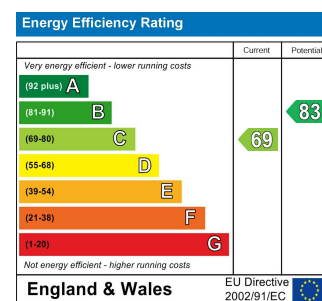 Energy Efficiency Rating
Current Potential
Very energy efficient - lower running costs
(92 plus) A
(81-91) B
83
(69-80) C
69
(55-68) D
(39-54) E
(21-38) F
(1-20) G
Not energy efficient - higher running costs
England & Wales
EU Directive
2002/91/EC